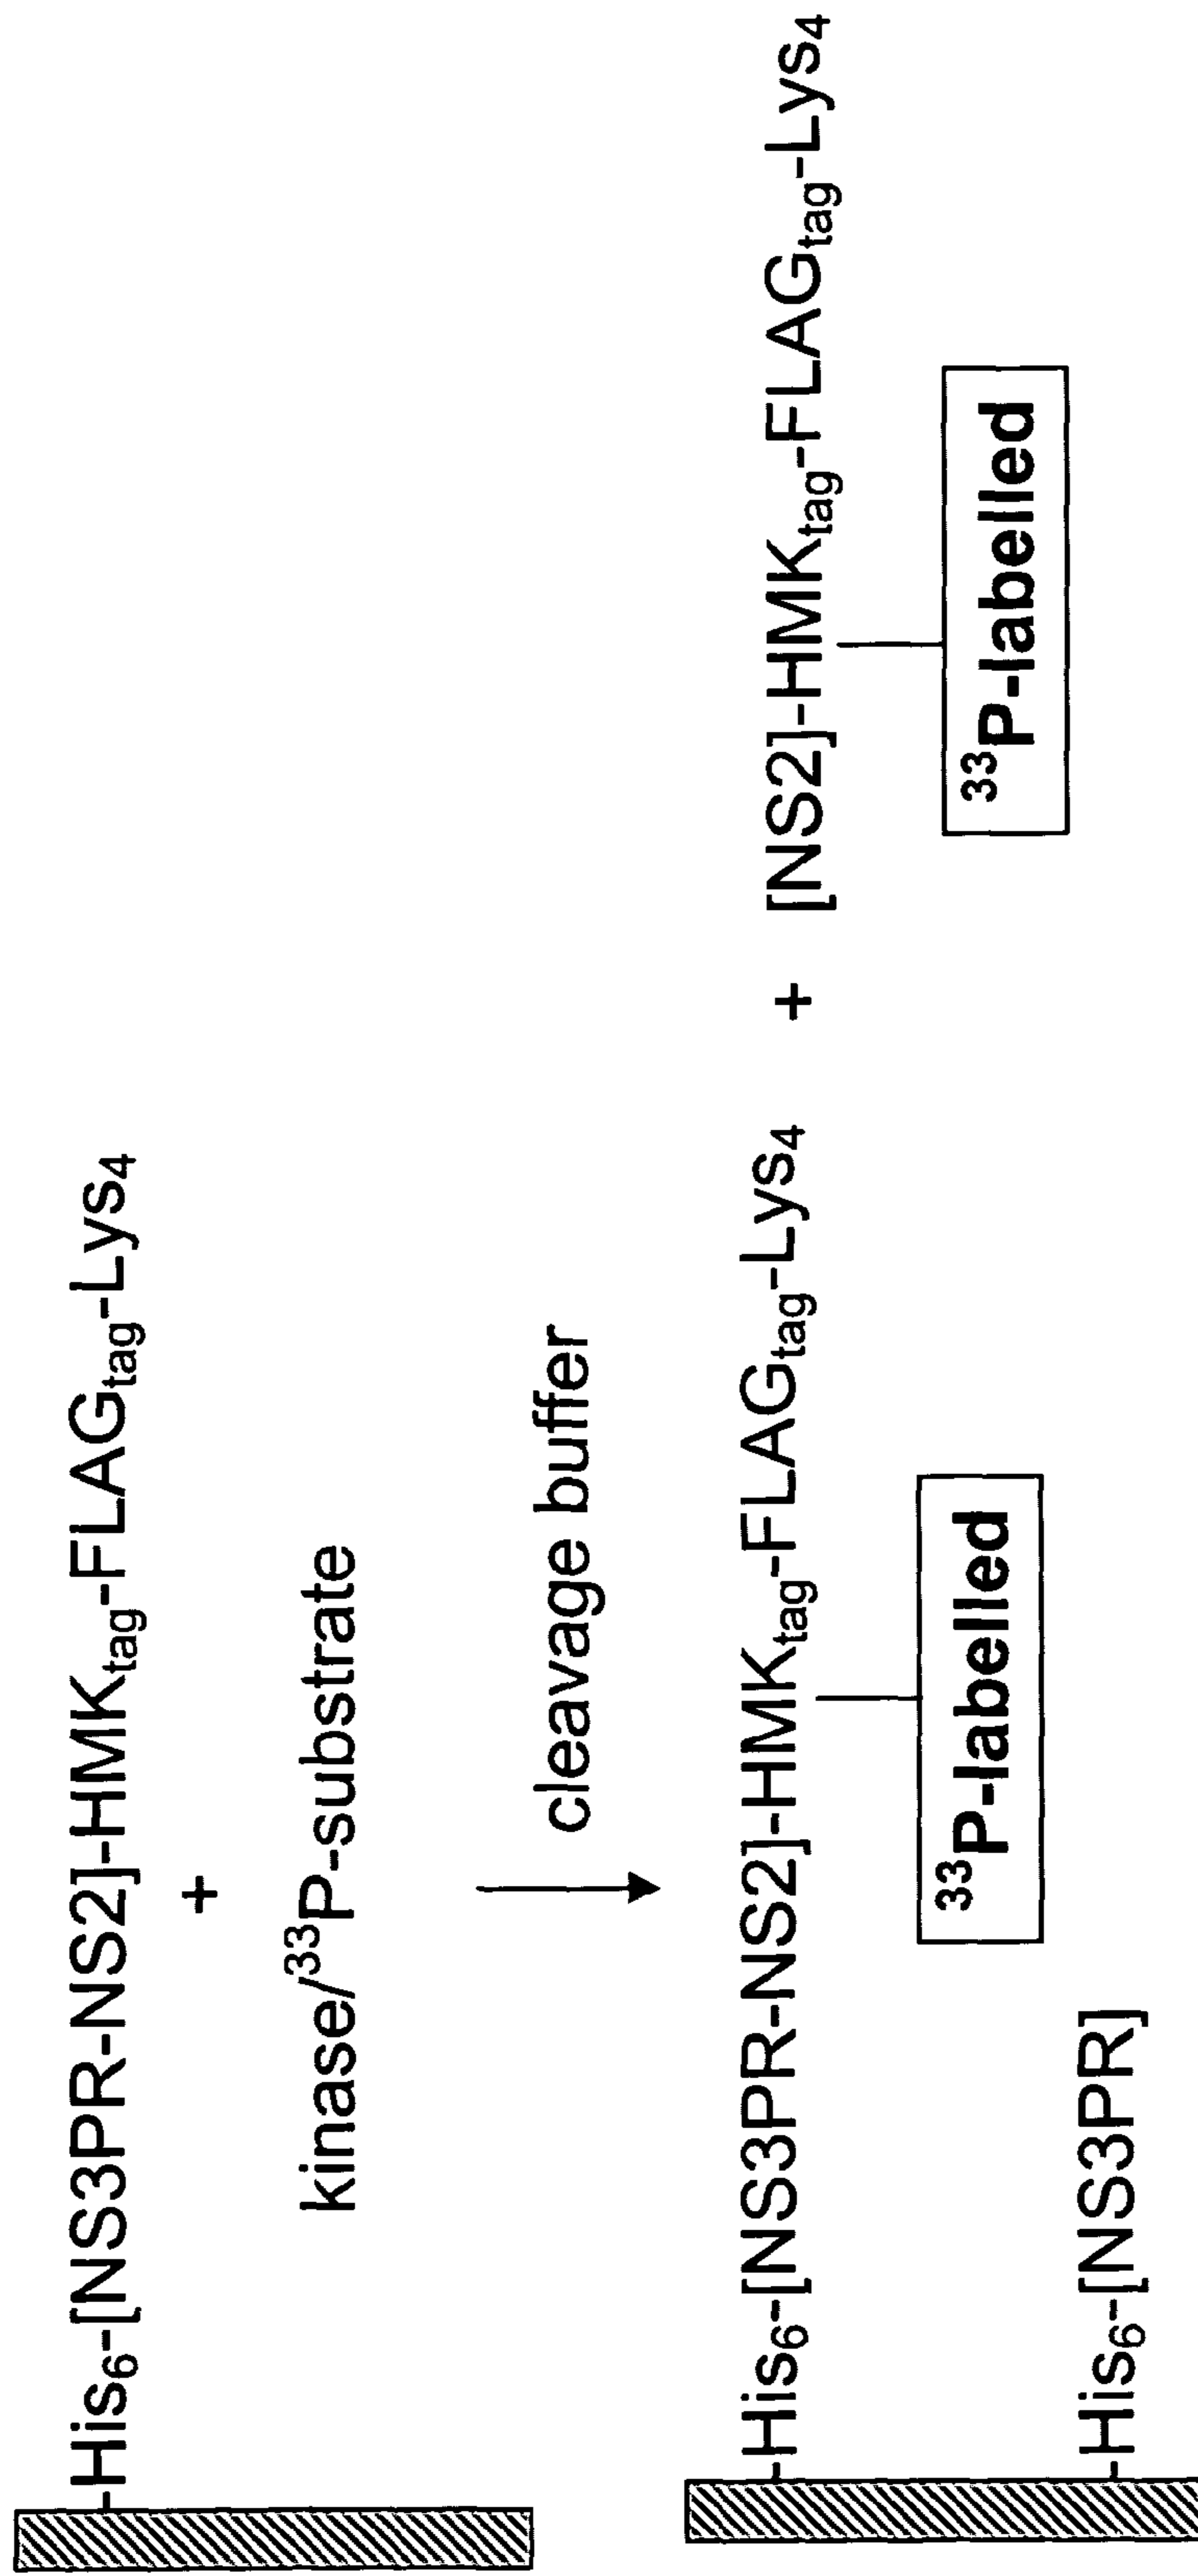 -His6-[NS3PR-NS2]-HMKtag-FLAGtag-Lys4
+
kinase/33P-substrate
cleavage buffer
-His6-[NS3PR-NS2]-HMKtag-FLAGtag-Lys4 + [NS2]-HMKtag-FLAGtag-Lys4
33P-labelled
33P-labelled
-His6-[NS3PR]